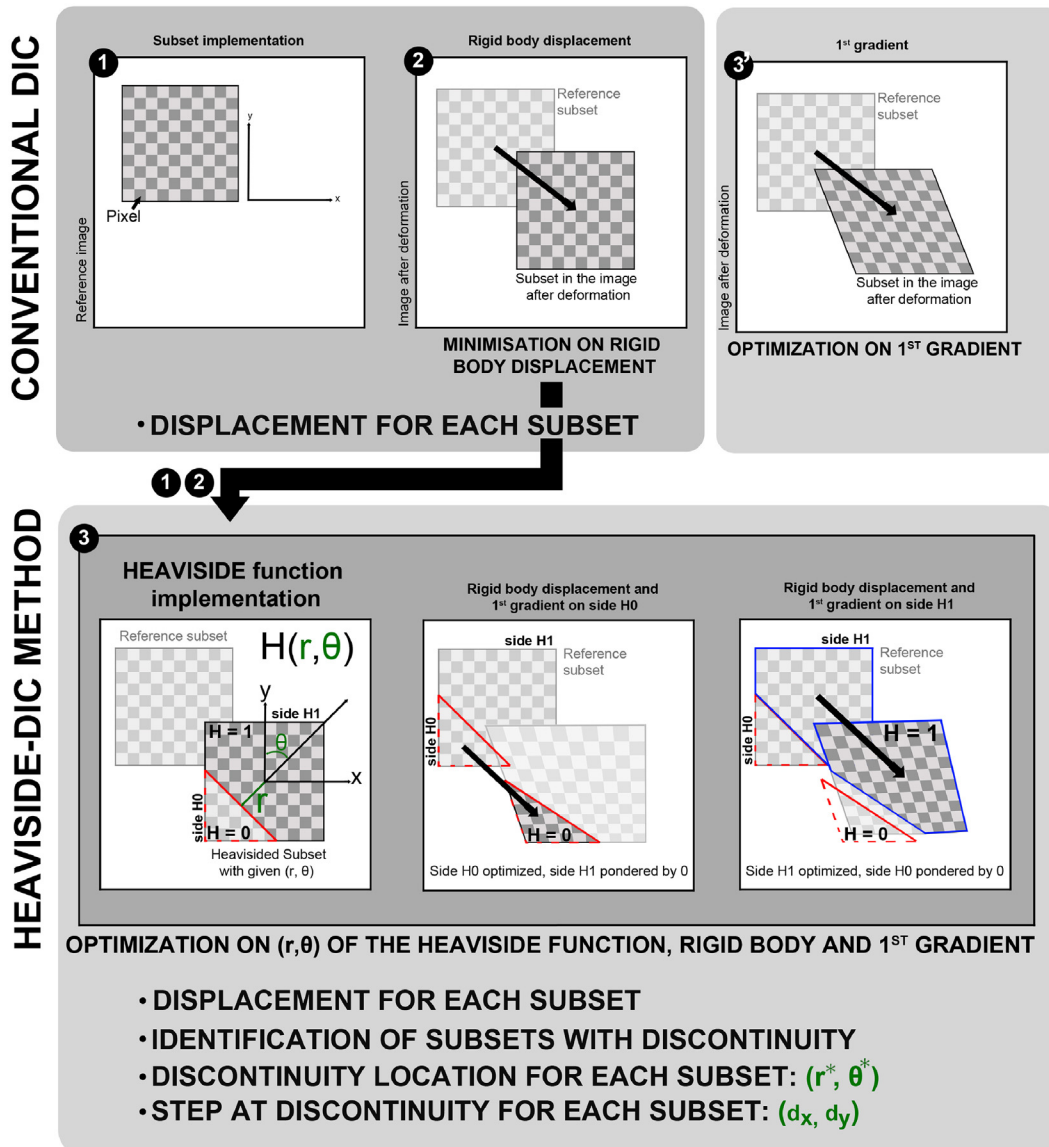 CONVENTIONAL DIC
Subset implementation
1
Reference image
Pixel
y
x
Rigid body displacement
2
Image after deformation
Reference
subset
Subset in the image
after deformation
MINIMISATION ON RIGID
BODY DISPLACEMENT
• DISPLACEMENT FOR EACH SUBSET
1st gradient
3'
Image after deformation
Reference
subset
Subset in the image
after deformation
OPTIMIZATION ON 1ST GRADIENT
1 2
HEAVISIDE-DIC METHOD
3
HEAVISIDE function
implementation
Reference subset
H(r,θ)
y
side H1
H = 1
θ
x
r
side H0
H = 0
Heavisided Subset
with given (r, θ)
Rigid body displacement and
1st gradient on side H0
side H1
Reference
subset
side H0
H = 0
Side H0 optimized, side H1 pondered by 0
Rigid body displacement and
1st gradient on side H1
side H1
Reference
subset
side H0
H = 1
H = 0
Side H1 optimized, side H0 pondered by 0
OPTIMIZATION ON (r,θ) OF THE HEAVISIDE FUNCTION, RIGID BODY AND 1ST GRADIENT
• DISPLACEMENT FOR EACH SUBSET
• IDENTIFICATION OF SUBSETS WITH DISCONTINUITY
• DISCONTINUITY LOCATION FOR EACH SUBSET: (r*, θ*)
• STEP AT DISCONTINUITY FOR EACH SUBSET: (dx, dy)